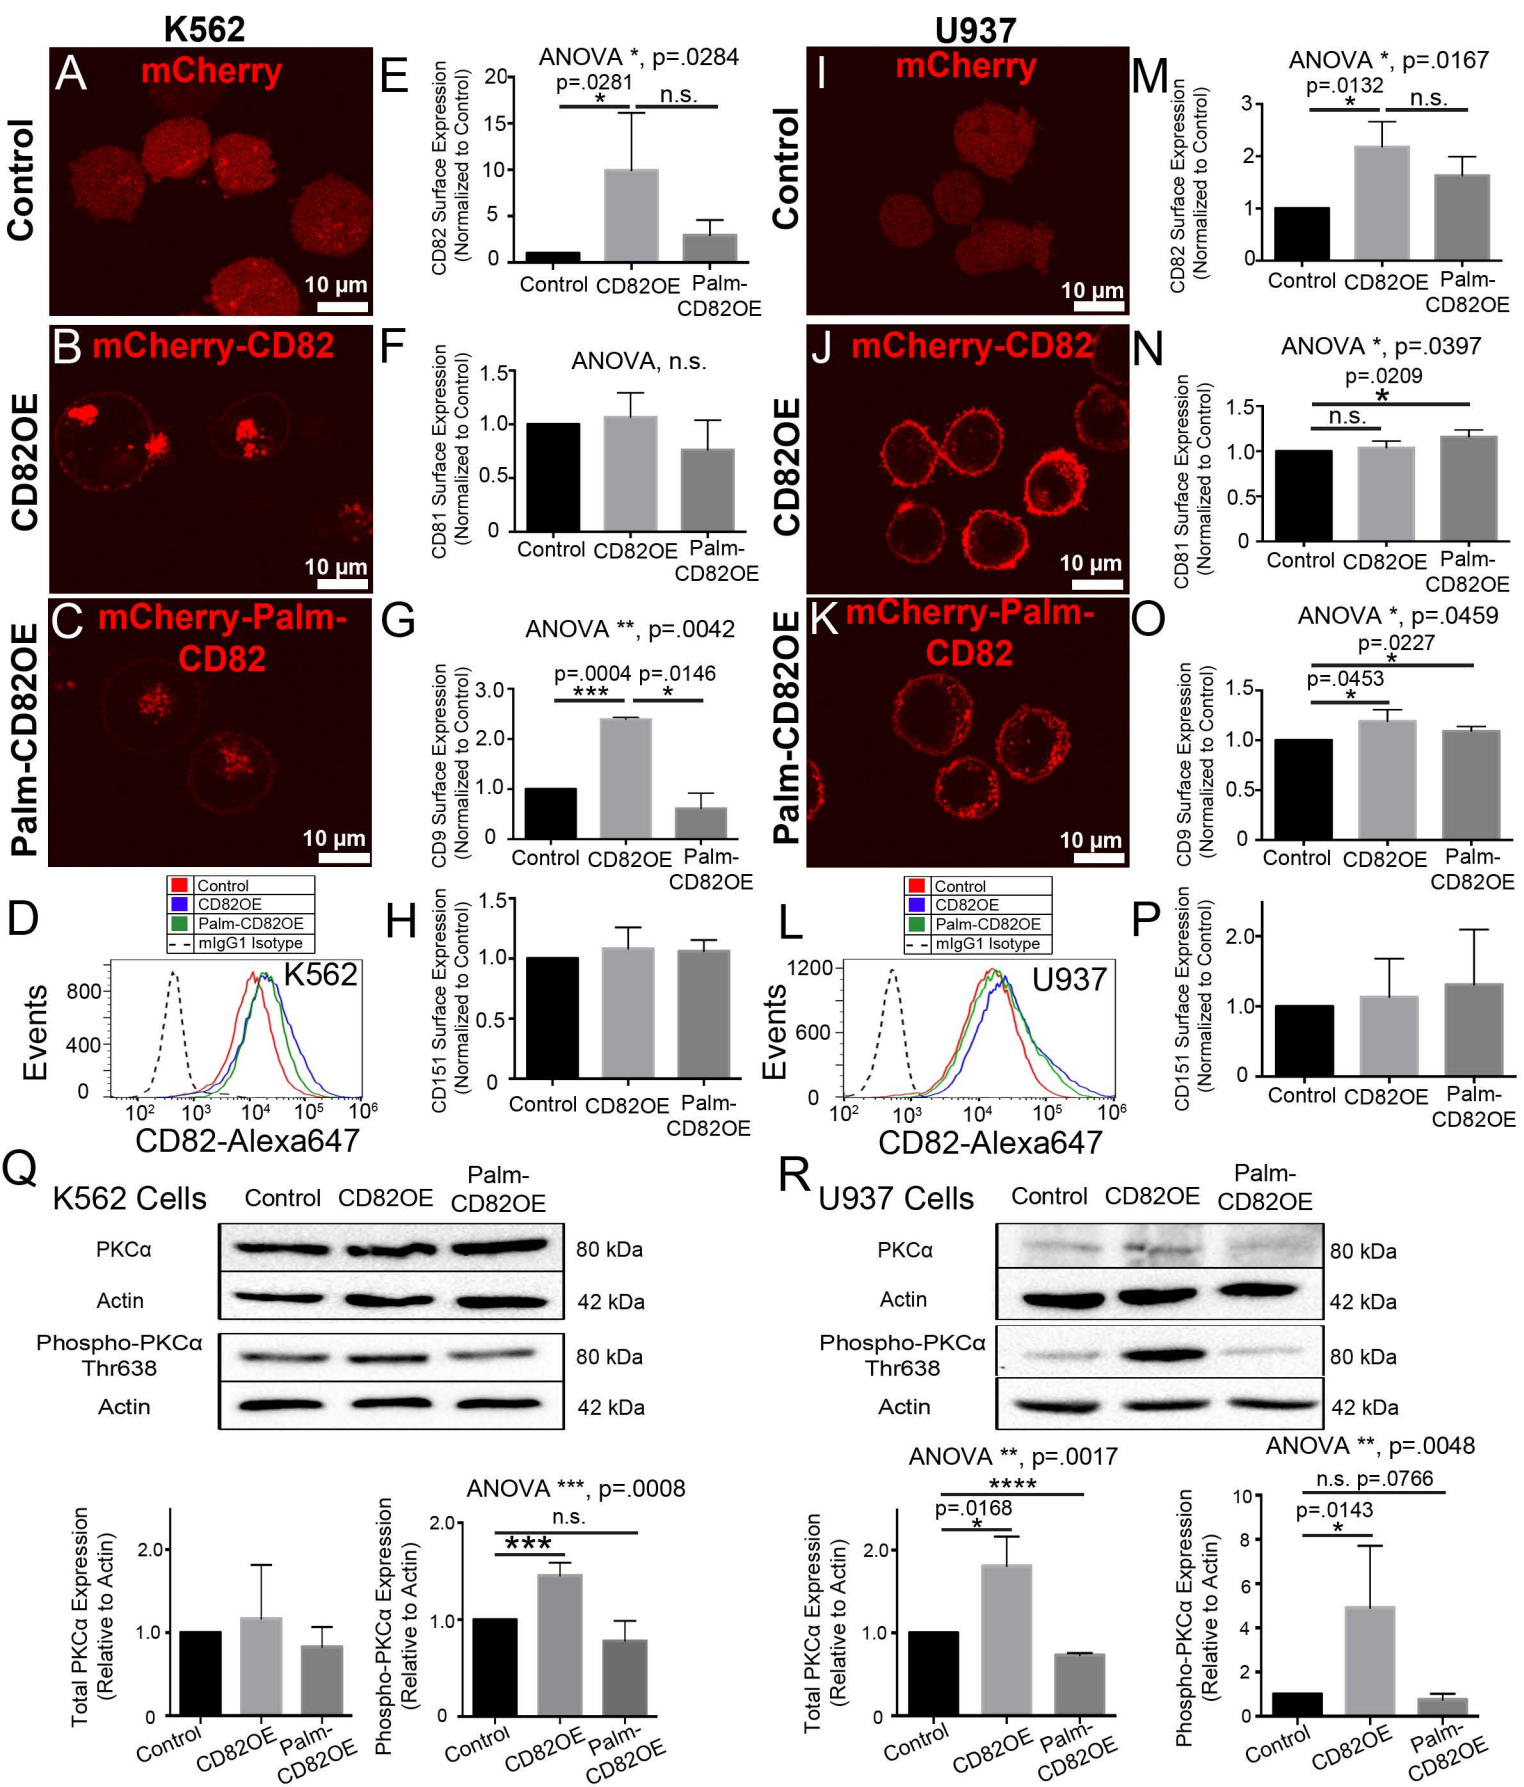 K562
U937
Control
A
mCherry
10 µm
E
ANOVA *, p=.0284
p=.0281
*
n.s.
CD82 Surface Expression
(Normalized to Control)
20
15
10
5
0
Control
CD82OE
Palm-
CD82OE
Control
I
mCherry
10 µm
M
ANOVA *, p=.0167
p=.0132
*
n.s.
CD82 Surface Expression
(Normalized to Control)
3
2
1
0
Control
CD82OE
Palm-
CD82OE
CD82OE
B
mCherry-CD82
10 µm
F
ANOVA, n.s.
CD81 Surface Expression
(Normalized to Control)
1.5
1.0
0.5
0
Control
CD82OE
Palm-
CD82OE
CD82OE
J
mCherry-CD82
10 µm
N
ANOVA *, p=.0397
p=.0209
*
n.s.
CD81 Surface Expression
(Normalized to Control)
1.5
1.0
0.5
0
Control
CD82OE
Palm-
CD82OE
Palm-CD82OE
C
mCherry-Palm-
CD82
10 µm
G
ANOVA **, p=.0042
p=.0004
p=.0146
***
*
CD9 Surface Expression
(Normalized to Control)
3.0
2.0
1.0
0
Control
CD82OE
Palm-
CD82OE
Palm-CD82OE
K
mCherry-Palm-
CD82
10 µm
O
ANOVA *, p=.0459
p=.0227
*
p=.0453
*
CD9 Surface Expression
(Normalized to Control)
1.5
1.0
0.5
0
Control
CD82OE
Palm-
CD82OE
D
Control
CD82OE
Palm-CD82OE
mIgG1 Isotype
K562
Events
800
400
0
10²
10³
10⁴
10⁵
10⁶
CD82-Alexa647
H
CD151 Surface Expression
(Normalized to Control)
1.5
1.0
0.5
0
Control
CD82OE
Palm-
CD82OE
L
Control
CD82OE
Palm-CD82OE
mIgG1 Isotype
U937
Events
1200
600
0
10²
10³
10⁴
10⁵
10⁶
CD82-Alexa647
P
CD151 Surface Expression
(Normalized to Control)
2.0
1.0
0
Control
CD82OE
Palm-
CD82OE
Q
K562 Cells
Control
CD82OE
Palm-
CD82OE
PKCα
80 kDa
Actin
42 kDa
Phospho-PKCα
Thr638
80 kDa
Actin
42 kDa
Total PKCα Expression
(Relative to Actin)
2.0
1.0
0
Control
CD82OE
Palm-
CD82OE
ANOVA ***, p=.0008
n.s.
***
Phospho-PKCα Expression
(Relative to Actin)
2.0
1.0
0
Control
CD82OE
Palm-
CD82OE
R
U937 Cells
Control
CD82OE
Palm-
CD82OE
PKCα
80 kDa
Actin
42 kDa
Phospho-PKCα
Thr638
80 kDa
Actin
42 kDa
ANOVA **, p=.0017
****
p=.0168
*
Total PKCα Expression
(Relative to Actin)
2.0
1.0
0
Control
CD82OE
Palm-
CD82OE
ANOVA **, p=.0048
n.s. p=.0766
p=.0143
*
Phospho-PKCα Expression
(Relative to Actin)
10
8
6
4
2
0
Control
CD82OE
Palm-
CD82OE